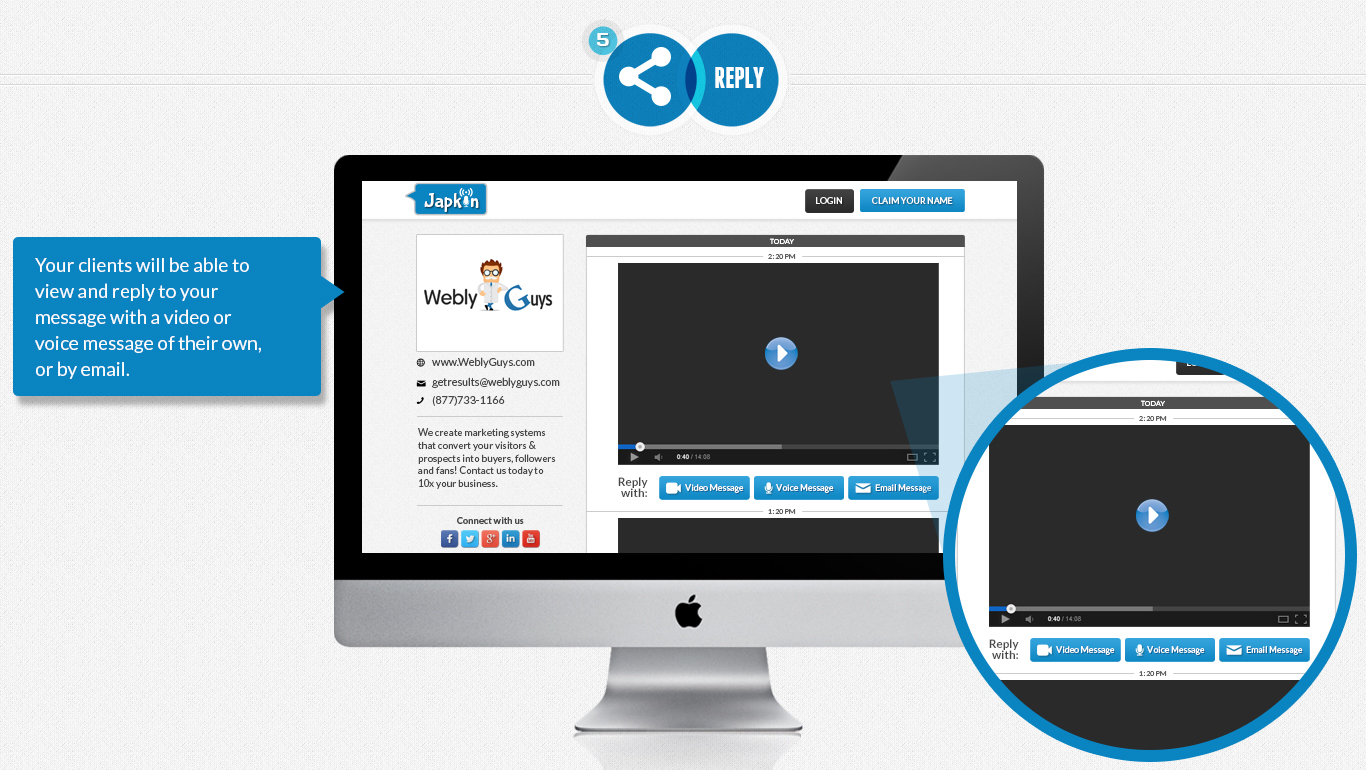 5
REPLY
Your clients will be able to
view and reply to your
message with a video or
voice message of their own,
or by email.
Japkin
LOGIN
CLAIM YOUR NAME
Webly Guys
www.WeblyGuys.com
getresults@weblyguys.com
(877)733-1166
We create marketing systems
that convert your visitors &
prospects into buyers, followers
and fans! Contact us today to
10x your business.
Connect with us
f
g+
in
You
TODAY
2:20 PM
0:40 / 14:08
Reply
with:
Video Message
Voice Message
Email Message
1:20 PM
TODAY
2:20 PM
0:40 / 14:08
Reply
with:
Video Message
Voice Message
Email Message
1:20 PM